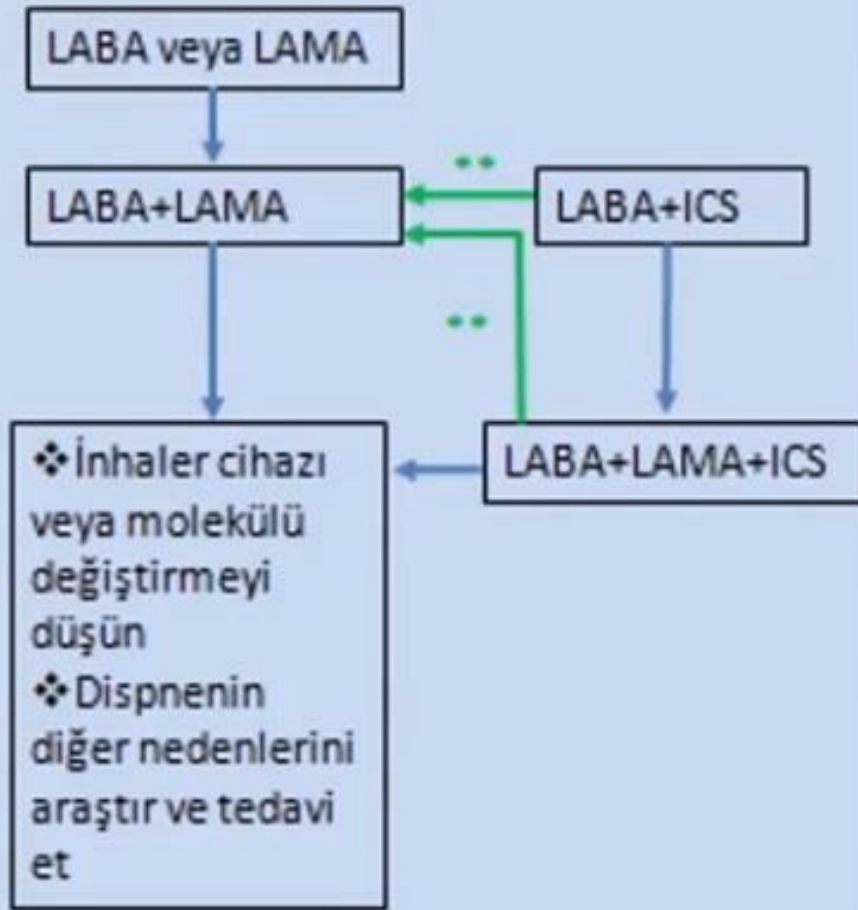 LABA veya LAMA
LABA+LAMA
**
LABA+ICS
**
❖İnhaler cihazı
veya molekülü
değiştirmeyi
düşün
❖Dispnenin
diğer nedenlerini
araştır ve tedavi
et
LABA+LAMA+ICS